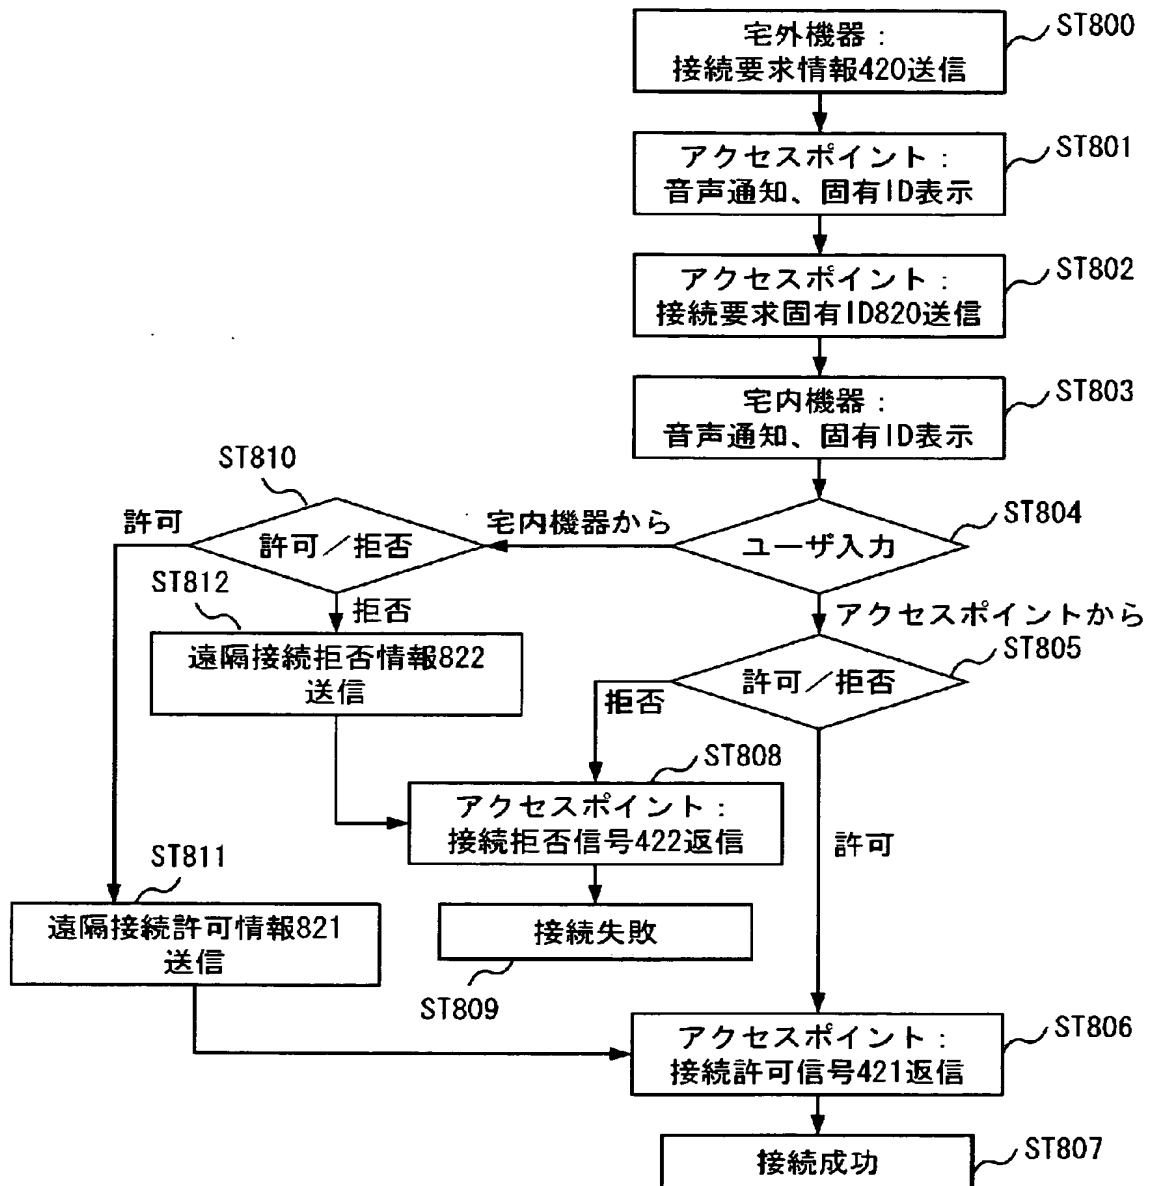 宅外機器：
接続要求情報420送信
ST800
アクセスポイント：
音声通知、固有ID表示
ST801
アクセスポイント：
接続要求固有ID820送信
ST802
宅内機器：
音声通知、固有ID表示
ST803
ST810
許可
許可／拒否
宅内機器から
ユーザ入力
ST804
ST812
拒否
アクセスポイントから
遠隔接続拒否情報822
送信
許可／拒否
ST805
拒否
ST808
アクセスポイント：
接続拒否信号422返信
許可
ST811
遠隔接続許可情報821
送信
接続失敗
ST809
アクセスポイント：
接続許可信号421返信
ST806
接続成功
ST807